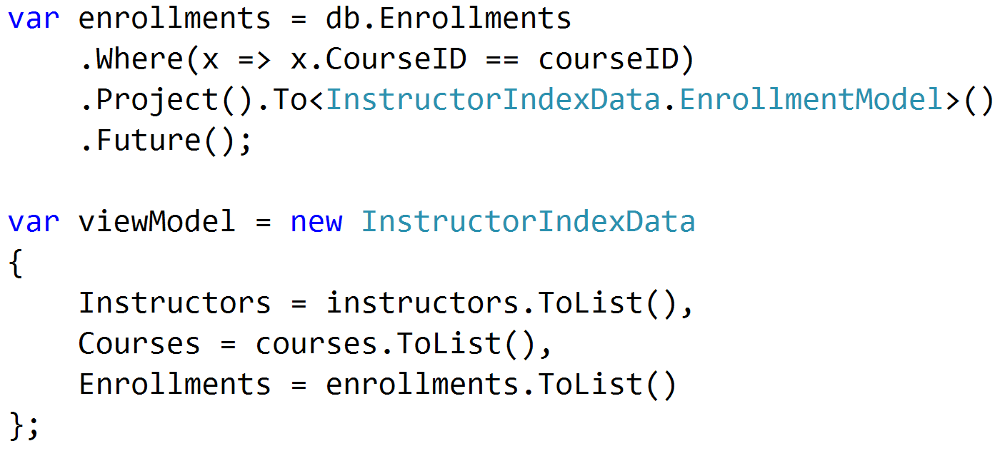 var enrollments = db.Enrollments
    .Where(x => x.CourseID == courseID)
    .Project().To<InstructorIndexData.EnrollmentModel>()
    .Future();

var viewModel = new InstructorIndexData
{
    Instructors = instructors.ToList(),
    Courses = courses.ToList(),
    Enrollments = enrollments.ToList()
};